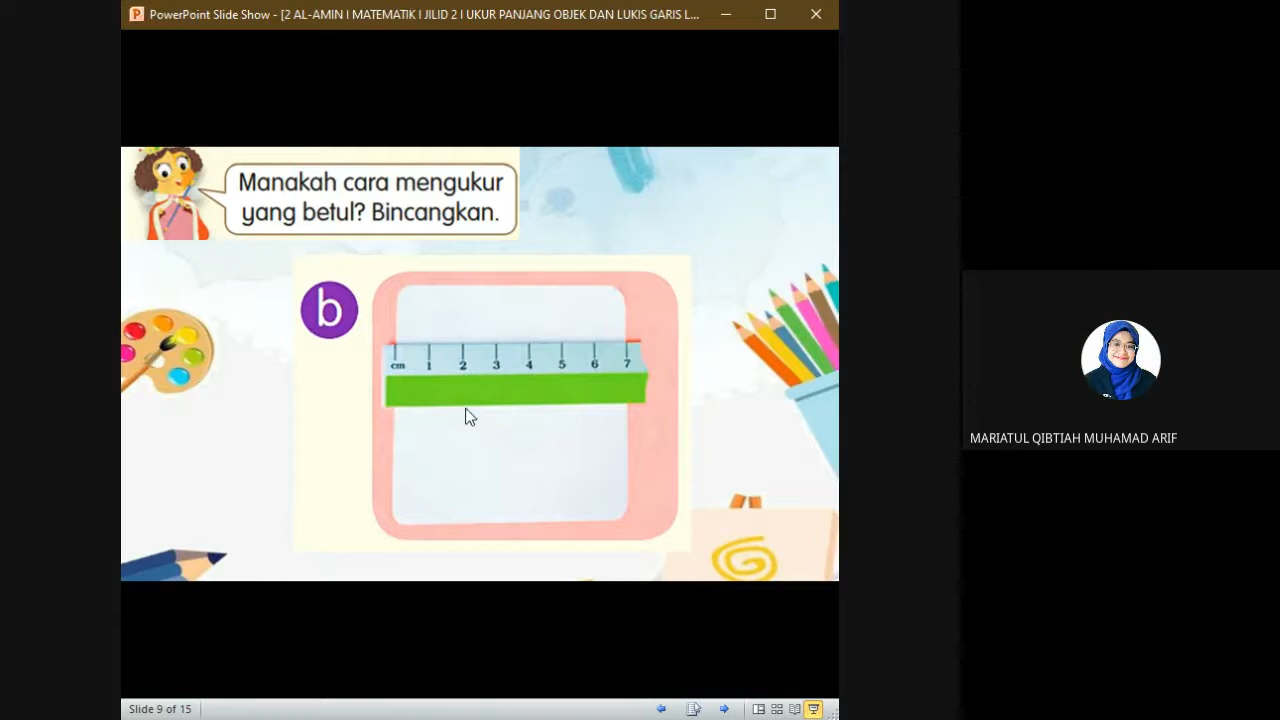 PowerPoint Slide Show - [2 AL-AMIN I MATEMATIK I JILID 2 I UKUR PANJANG OBJEK DAN LUKIS GARIS L...
Manakah cara mengukur
yang betul? Bincangkan.
b
cm 1 2 3 4 5 6 7
MARIATUL QIBTIAH MUHAMAD ARIF
Slide 9 of 15